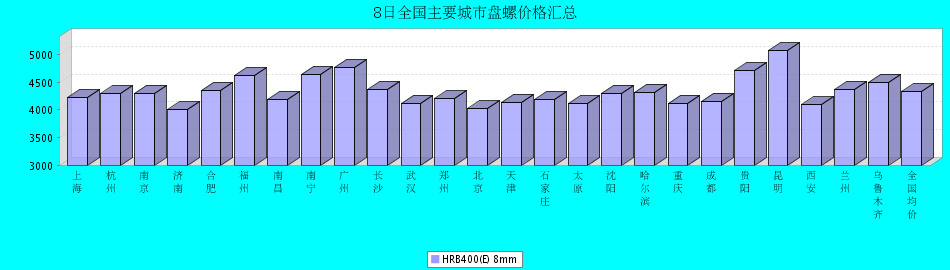 8日全国主要城市盘螺价格汇总
5000
4500
4000
3500
3000
上海
杭州
南京
济南
合肥
福州
南昌
南宁
广州
长沙
武汉
郑州
北京
天津
石家庄
太原
沈阳
哈尔滨
重庆
成都
贵阳
昆明
西安
兰州
乌鲁木齐
全国均价
HRB400(E) 8mm